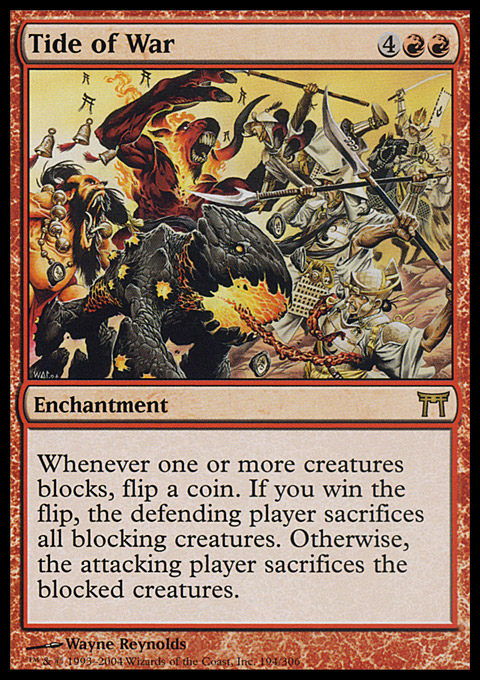 Tide of War
4
Enchantment
Whenever one or more creatures
blocks, flip a coin. If you win the
flip, the defending player sacrifices
all blocking creatures. Otherwise,
the attacking player sacrifices the
blocked creatures.
Wayne Reynolds
™ & © 1993–2004 Wizards of the Coast, Inc. 194/306